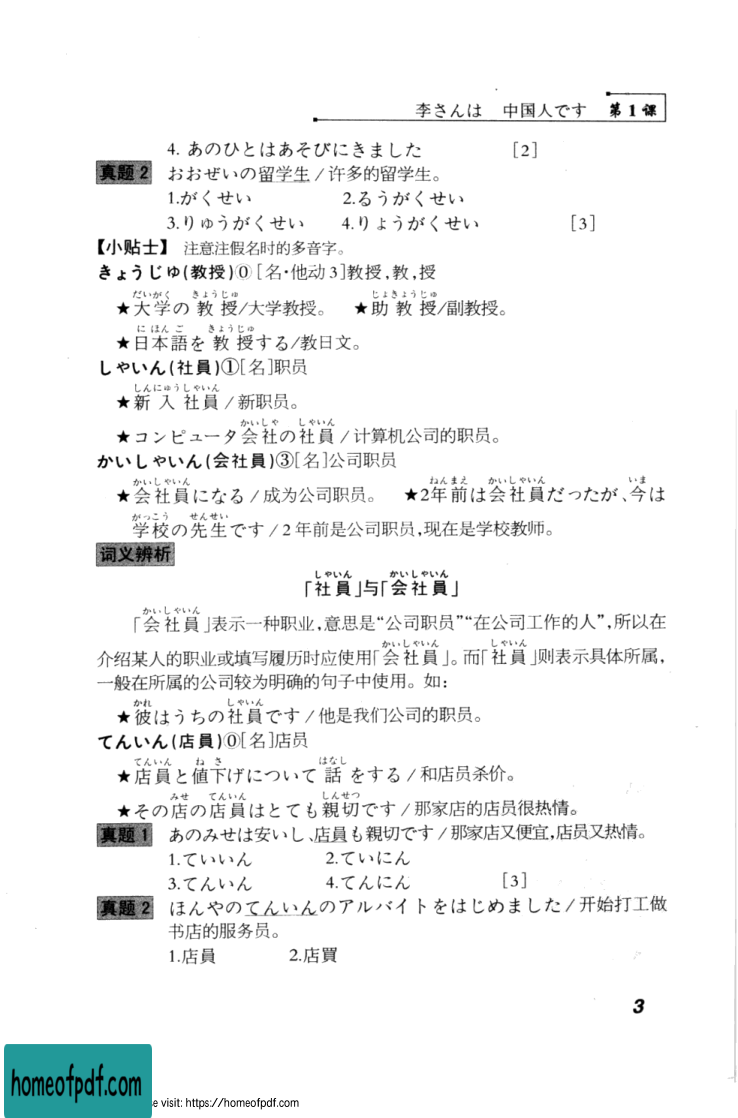 李さんは 中国人です 第1课
4. あのひとはあそびにきました [2]
真题2 おおぜいの留学生/许多的留学生。
1.がくせい 2.るうがくせい
3.りゅうがくせい 4.りょうがくせい [3]
【小贴士】 注意注假名时的多音字。
きょうじゅ(教授)⓪[名·他动3]教授,教,授
だいがく きょうじゅ じょきょうじゅ
★大学の教授/大学教授。 ★助教授/副教授。
にほんご きょうじゅ
★日本語を教授する/教日文。
しゃいん(社員)①[名]职员
しんにゅうしゃいん
★新入社員/新职员。
かいしゃ しゃいん
★コンピュータ会社の社員/计算机公司的职员。
かいしゃいん(会社員)③[名]公司职员
かいしゃいん ねんまえ かいしゃいん いま
★会社員になる/成为公司职员。 ★2年前は会社員だったが、今は
がっこう せんせい
学校の先生です/2年前是公司职员,现在是学校教师。
词义辨析
しゃいん かいしゃいん
「社員」与「会社員」
かいしゃいん
「会社員」表示一种职业,意思是“公司职员”“在公司工作的人”,所以在
かいしゃいん しゃいん
介绍某人的职业或填写履历时应使用「会社員」。而「社員」则表示具体所属,
一般在所属的公司较为明确的句子中使用。如:
かれ しゃいん
★彼はうちの社員です/他是我们公司的职员。
てんいん(店員)⓪[名]店员
てんいん ねさ はなし
★店員と値下げについて話をする/和店员杀价。
みせ てんいん しんせつ
★その店の店員はとても親切です/那家店的店员很热情。
真题1 あのみせは安いし、店員も親切です/那家店又便宜,店员又热情。
1.ていいん 2.ていにん
3.てんいん 4.てんにん [3]
真题2 ほんやのてんいんのアルバイトをはじめました/开始打工做
书店的服务员。
1.店員 2.店買
3
homeofpdf.com
se visit: https://homeofpdf.com